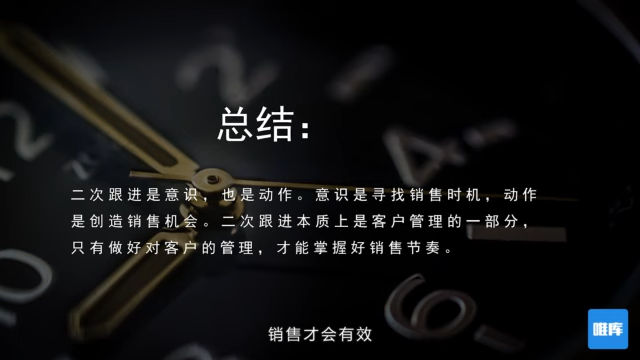 总结：
二次跟进是意识，也是动作。意识是寻找销售时机，动作
是创造销售机会。二次跟进本质上是客户管理的一部分，
只有做好对客户的管理，才能掌握好销售节奏。
销售才会有效
唯库